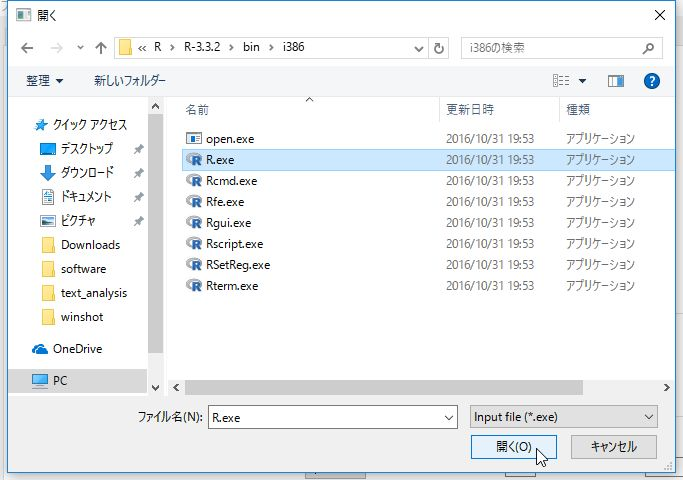 開く
« R › R-3.3.2 › bin › i386
i386の検索
整理
新しいフォルダー
名前
更新日時
種類
クイック アクセス
デスクトップ
ダウンロード
ドキュメント
ピクチャ
Downloads
software
text_analysis
winshot
OneDrive
PC
open.exe 2016/10/31 19:53 アプリケーション
R.exe 2016/10/31 19:53 アプリケーション
Rcmd.exe 2016/10/31 19:53 アプリケーション
Rfe.exe 2016/10/31 19:53 アプリケーション
Rgui.exe 2016/10/31 19:53 アプリケーション
Rscript.exe 2016/10/31 19:53 アプリケーション
RSetReg.exe 2016/10/31 19:53 アプリケーション
Rterm.exe 2016/10/31 19:53 アプリケーション
ファイル名(N): R.exe
Input file (*.exe)
開く(O)
キャンセル